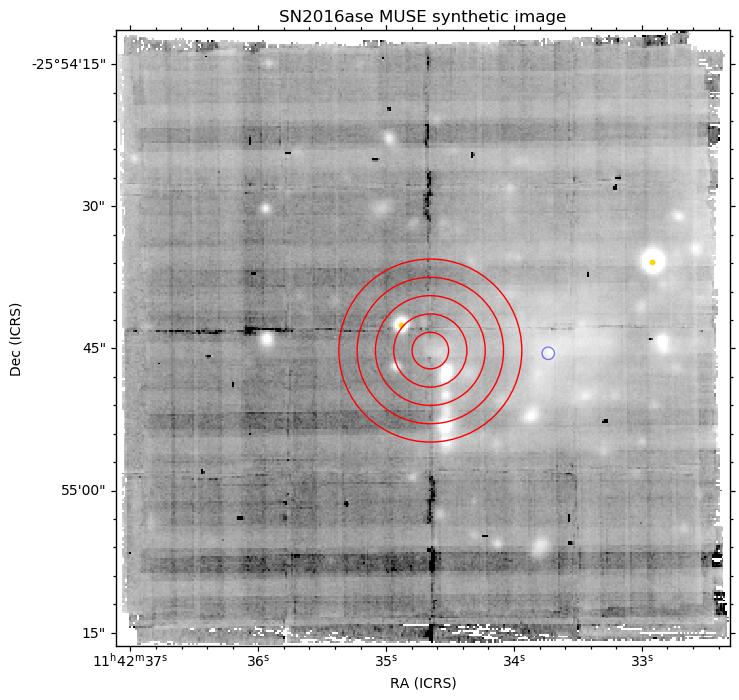 SN2016ase MUSE synthetic image
-25°54'15"
30"
Dec (ICRS)
45"
55'00"
15"
11ʰ42ᵐ37ˢ 36ˢ 35ˢ 34ˢ 33ˢ
RA (ICRS)